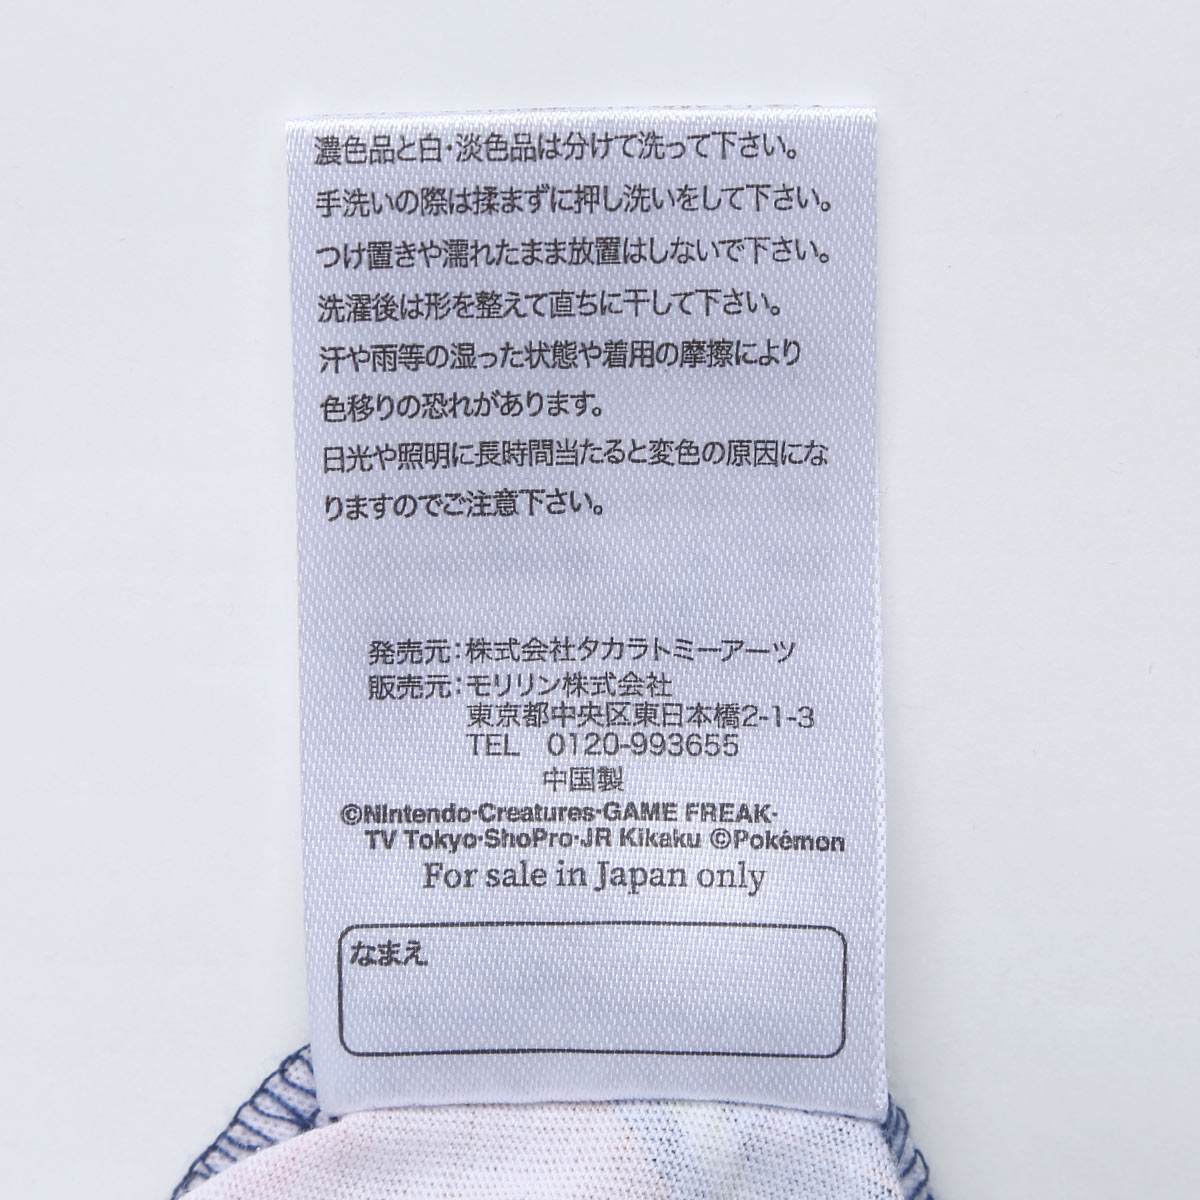 濃色品と白・淡色品は分けて洗って下さい。
手洗いの際は揉まずに押し洗いをして下さい。
つけ置きや濡れたまま放置はしないで下さい。
洗濯後は形を整えて直ちに干して下さい。
汗や雨等の湿った状態や着用の摩擦により
色移りの恐れがあります。
日光や照明に長時間当たると変色の原因にな
りますのでご注意下さい。
発売元：株式会社タカラトミーアーツ
販売元：モリリン株式会社
東京都中央区東日本橋2-1-3
TEL　0120-993655
中国製
©Nintendo·Creatures·GAME FREAK·
TV Tokyo·ShoPro·JR Kikaku ©Pokémon
For sale in Japan only
なまえ